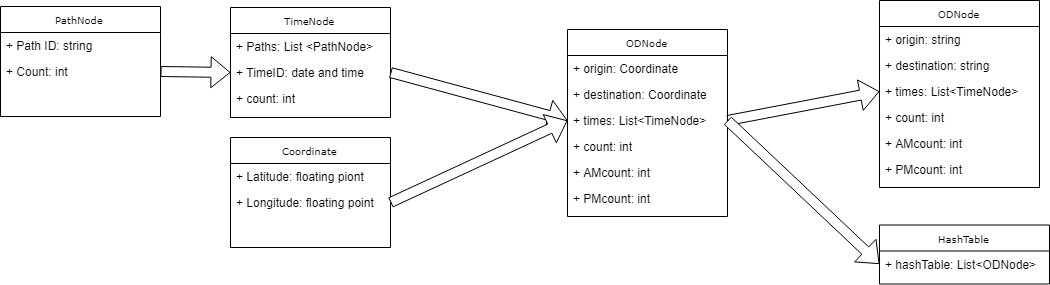 PathNode
+ Path ID: string
+ Count: int
TimeNode
+ Paths: List <PathNode>
+ TimeID: date and time
+ count: int
Coordinate
+ Latitude: floating piont
+ Longitude: floating point
ODNode
+ origin: Coordinate
+ destination: Coordinate
+ times: List<TimeNode>
+ count: int
+ AMcount: int
+ PMcount: int
ODNode
+ origin: string
+ destination: string
+ times: List<TimeNode>
+ count: int
+ AMcount: int
+ PMcount: int
HashTable
+ hashTable: List<ODNode>